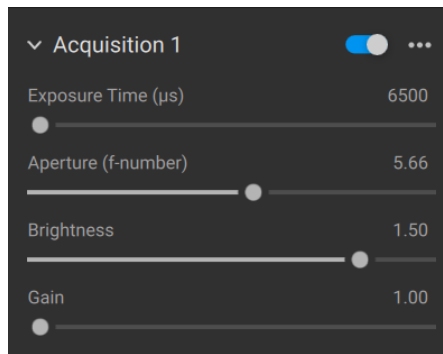 Acquisition 1
Exposure Time (µs) 6500
Aperture (f-number) 5.66
Brightness 1.50
Gain 1.00